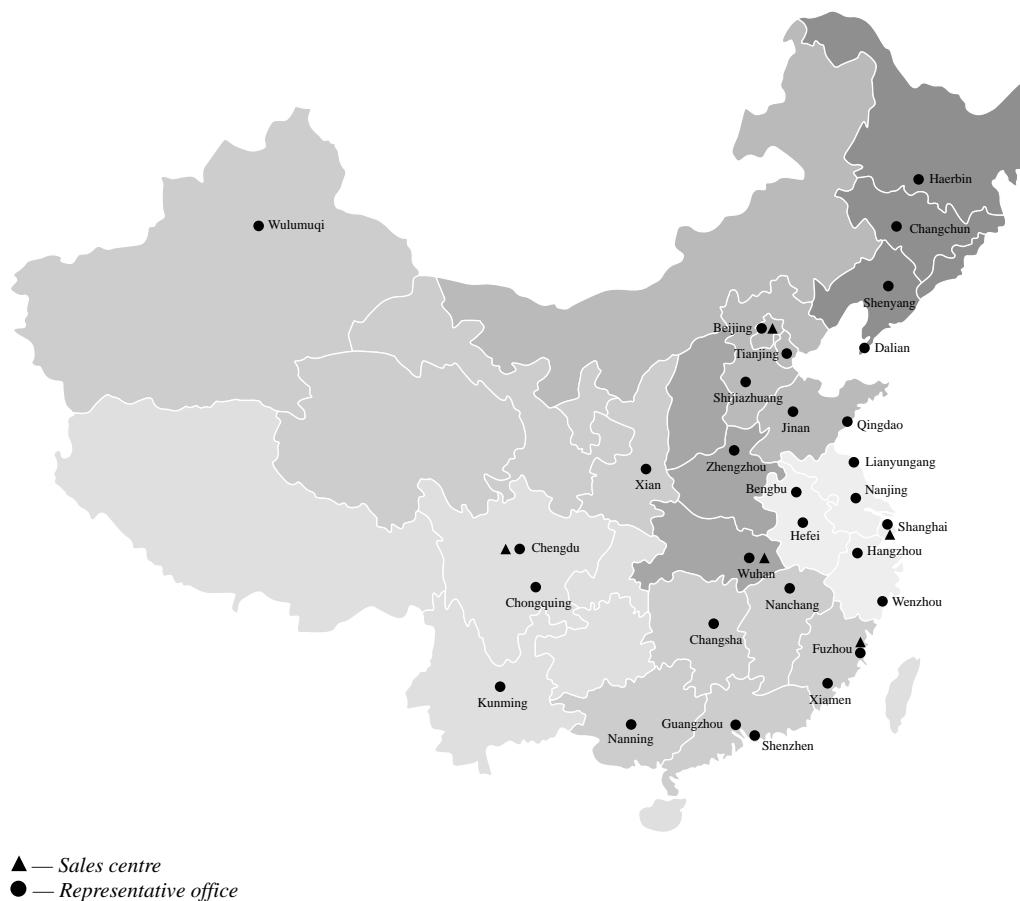 Haerbin
Wulumuqi
Changchun
Shenyang
Beijing
Dalian
Tianjing
Shijiazhuang
Jinan
Qingdao
Zhengzhou
Lianyungang
Xian
Bengbu
Nanjing
Shanghai
Hefei
Chengdu
Hangzhou
Wuhan
Chongquing
Nanchang
Wenzhou
Changsha
Fuzhou
Kunming
Xiamen
Guangzhou
Nanning
Shenzhen
— Sales centre
— Representative office